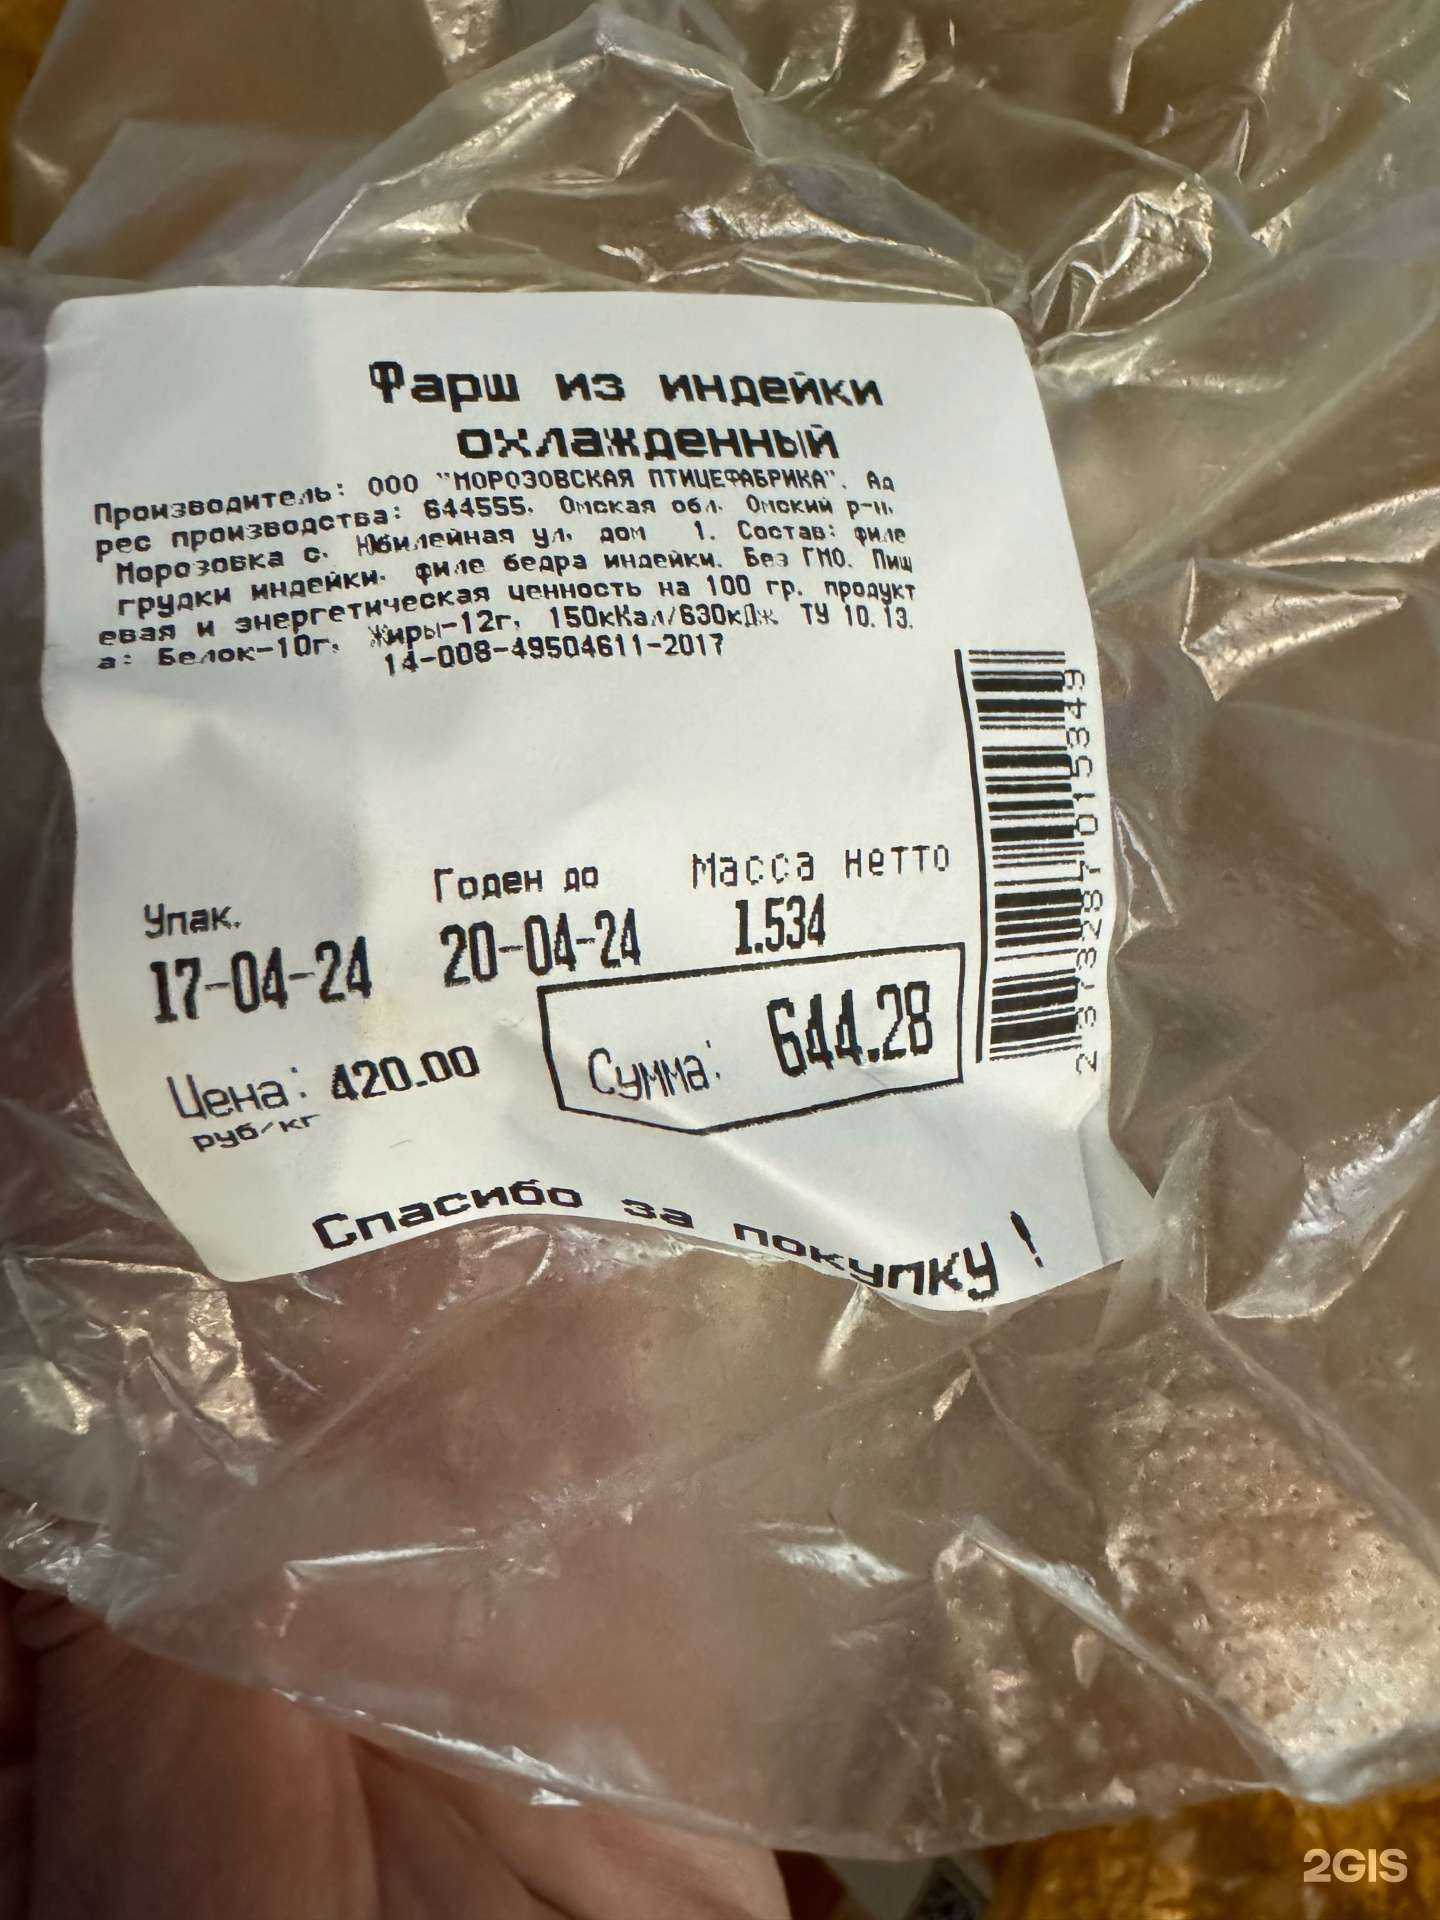 Фарш из индейки
охлажденный
Производитель: ООО "МОРОЗОВСКАЯ ПТИЦЕФАБРИКА". Ад
рес производства: 644555, Омская обл. Омский р-н,
Морозовка с. Юбилейная ул. дом 1. Состав: филе
грудки индейки, филе бедра индейки. Без ГМО. Пищ
евая и энергетическая ценность на 100 гр. продукт
а: Белок-10г, Жиры-12г, 150кКал/630кДж ТУ 10.13.
14-008-49504611-2017
Упак. Годен до Масса нетто
17-04-24 20-04-24 1.534
Цена: 420.00 Сумма: 644.28
руб/кг
Спасибо за покупку!
2373287015349
2GIS